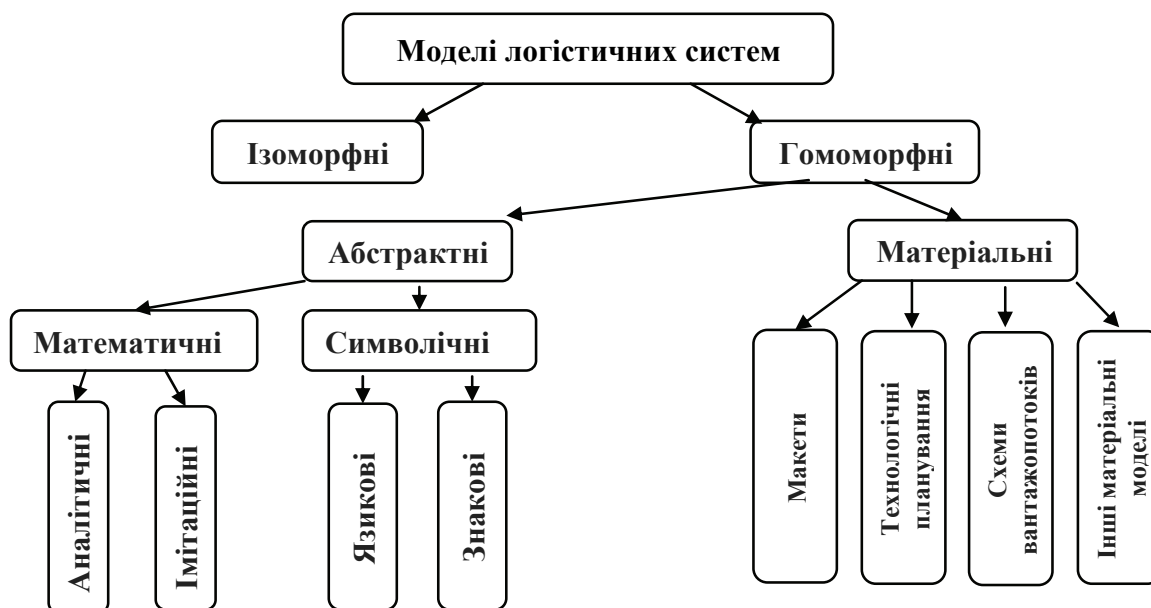 Моделі логістичних систем
Ізоморфні
Гомоморфні
Абстрактні
Матеріальні
Математичні
Символічні
Аналітичні
Імітаційні
Язикові
Знакові
Макети
Технологічні
планування
Схеми
вантажопотоків
Інші матеріальні
моделі